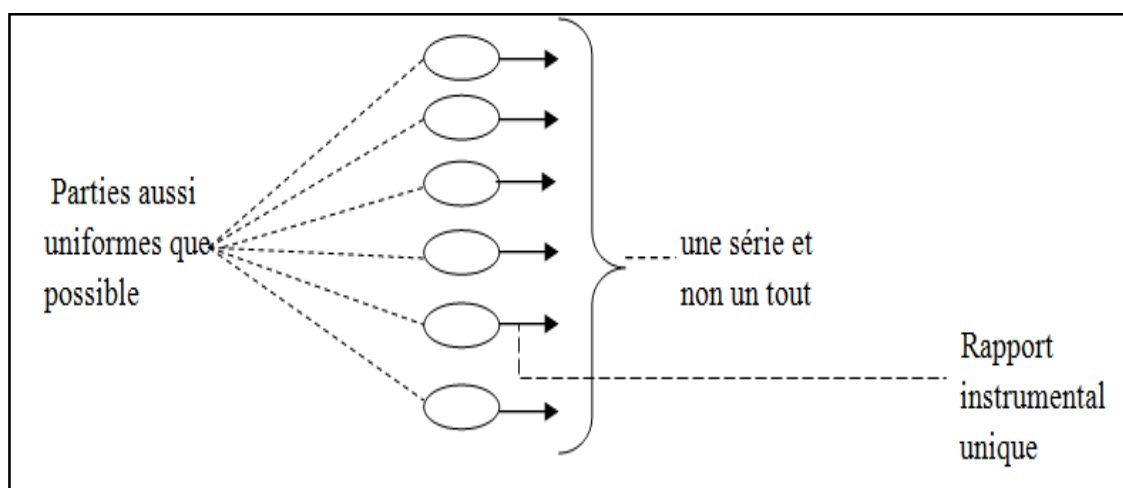 Parties aussi
uniformes que
possible
une série et
non un tout
Rapport
instrumental
unique